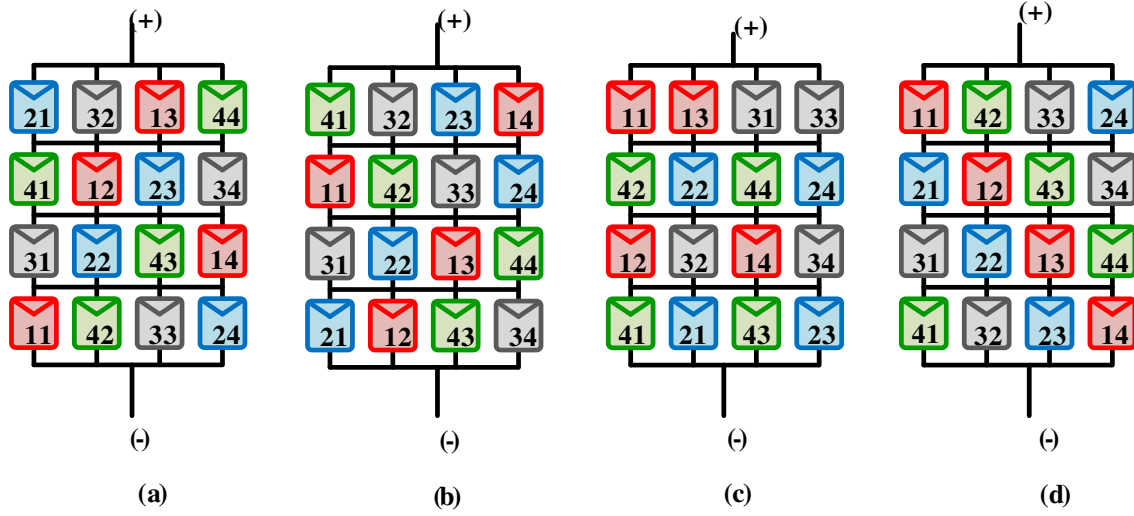 (+) (+) (+) (+)
21 32 13 44 41 32 23 14 11 13 31 33 11 42 33 24
41 12 23 34 11 42 33 24 42 22 44 24 21 12 43 34
31 22 43 14 31 22 13 44 12 32 14 34 31 22 13 44
11 42 33 24 21 12 43 34 41 21 43 23 41 32 23 14
(-) (-) (-) (-)
(a) (b) (c) (d)